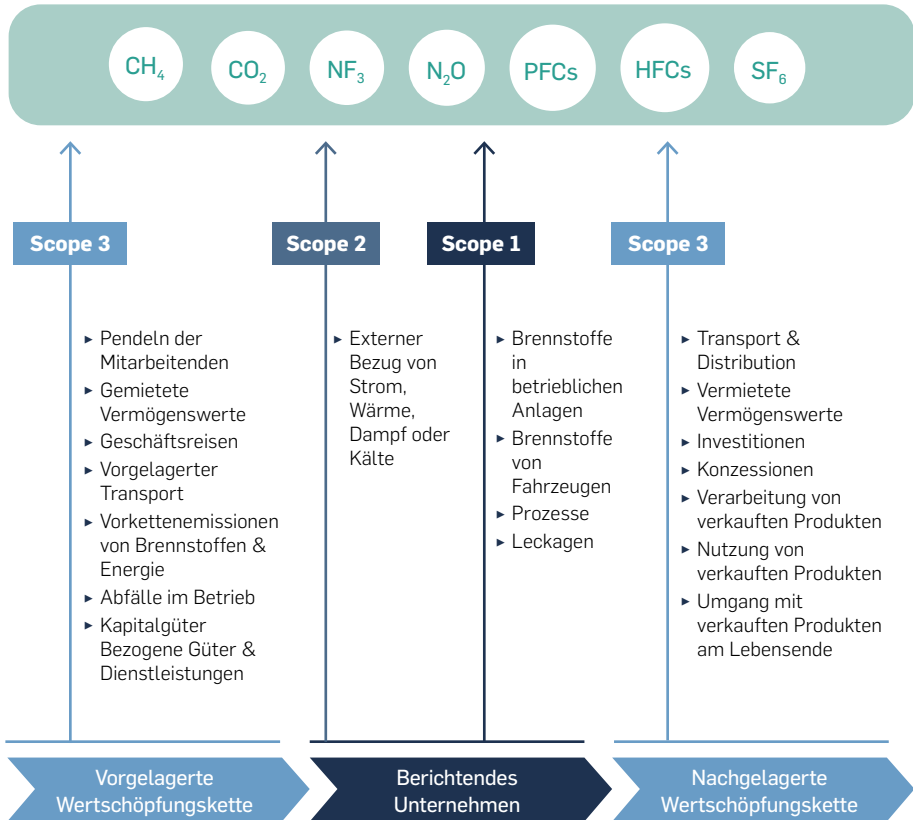 CH₄ CO₂ NF₃ N₂O PFCs HFCs SF₆
Scope 3
▸ Pendeln der
Mitarbeitenden
▸ Gemietete
Vermögenswerte
▸ Geschäftsreisen
▸ Vorgelagerter
Transport
▸ Vorkettenemissionen
von Brennstoffen &
Energie
▸ Abfälle im Betrieb
▸ Kapitalgüter
Bezogene Güter &
Dienstleistungen
Scope 2
▸ Externer
Bezug von
Strom,
Wärme,
Dampf oder
Kälte
Scope 1
▸ Brennstoffe
in
betrieblichen
Anlagen
▸ Brennstoffe
von
Fahrzeugen
▸ Prozesse
▸ Leckagen
Scope 3
▸ Transport &
Distribution
▸ Vermietete
Vermögenswerte
▸ Investitionen
▸ Konzessionen
▸ Verarbeitung von
verkauften Produkten
▸ Nutzung von
verkauften Produkten
▸ Umgang mit
verkauften Produkten
am Lebensende
Vorgelagerte
Wertschöpfungskette
Berichtendes
Unternehmen
Nachgelagerte
Wertschöpfungskette